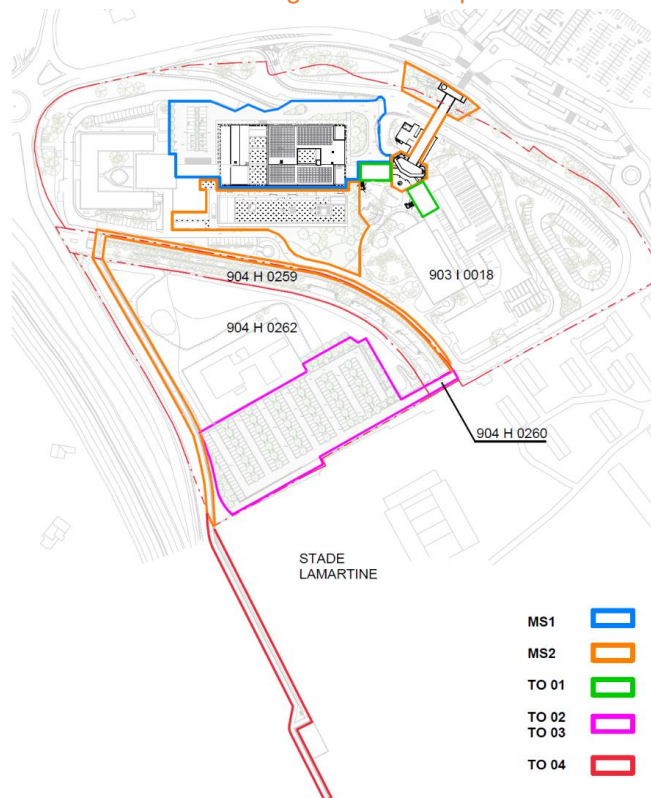 904 H 0259
903 I 0018
904 H 0262
904 H 0260
STADE
LAMARTINE
MS1
MS2
TO 01
TO 02
TO 03
TO 04